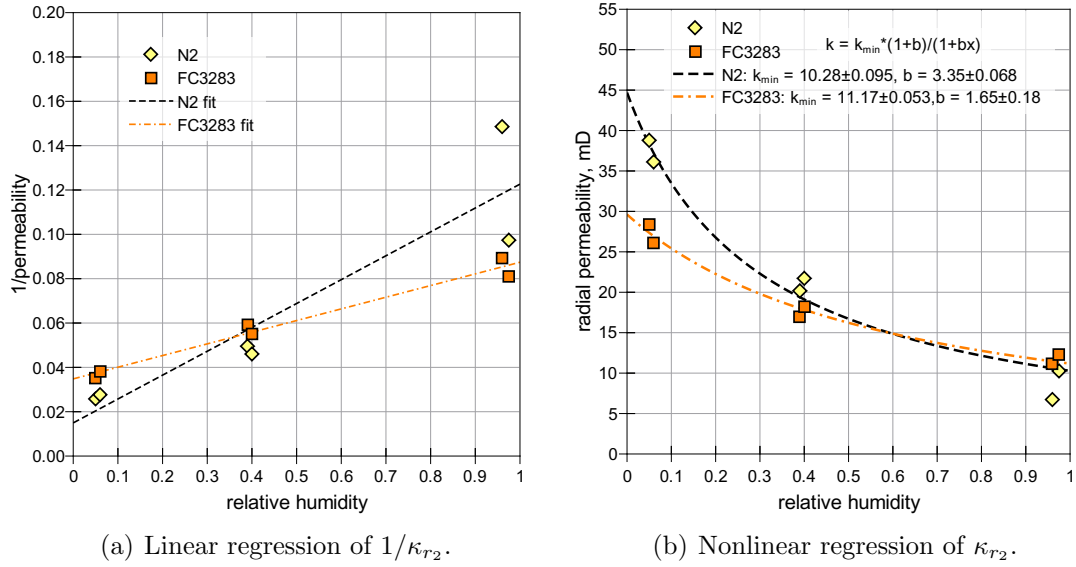 0.20
0.18
0.16
0.14
0.12
0.10
0.08
0.06
0.04
0.02
0.00
1/permeability
N2
FC3283
N2 fit
FC3283 fit
0 0.1 0.2 0.3 0.4 0.5 0.6 0.7 0.8 0.9 1
relative humidity
(a) Linear regression of 1/κr₂.
55
50
45
40
35
30
25
20
15
10
5
0
radial permeability, mD
N2
k = kmin*(1+b)/(1+bx)
FC3283
N2: kmin = 10.28±0.095, b = 3.35±0.068
FC3283: kmin = 11.17±0.053,b = 1.65±0.18
0 0.1 0.2 0.3 0.4 0.5 0.6 0.7 0.8 0.9 1
relative humidity
(b) Nonlinear regression of κr₂.